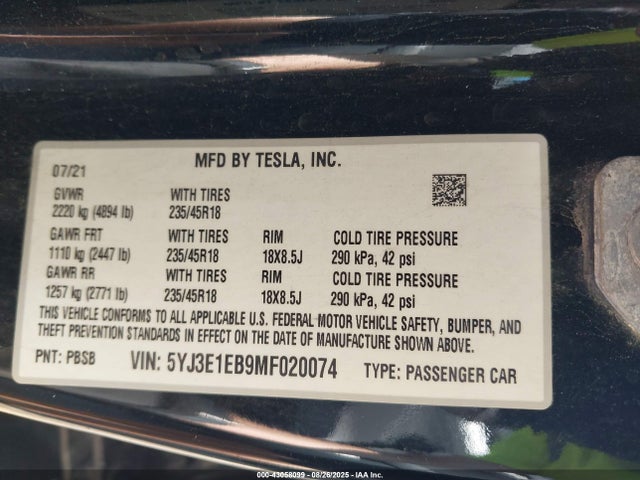 07/21 MFD BY TESLA, INC.
GVWR WITH TIRES
2220 kg (4894 lb) 235/45R18
GAWR FRT WITH TIRES RIM COLD TIRE PRESSURE
1110 kg (2447 lb) 235/45R18 18X8.5J 290 kPa, 42 psi
GAWR RR WITH TIRES RIM COLD TIRE PRESSURE
1257 kg (2771 lb) 235/45R18 18X8.5J 290 kPa, 42 psi
THIS VEHICLE CONFORMS TO ALL APPLICABLE U.S. FEDERAL MOTOR VEHICLE SAFETY, BUMPER, AND
THEFT PREVENTION STANDARDS IN EFFECT ON THE DATE OF MANUFACTURE SHOWN ABOVE.
PNT: PBSB VIN: 5YJ3E1EB9MF020074 TYPE: PASSENGER CAR
000-43058099 - 08/26/2025 - IAA Inc.